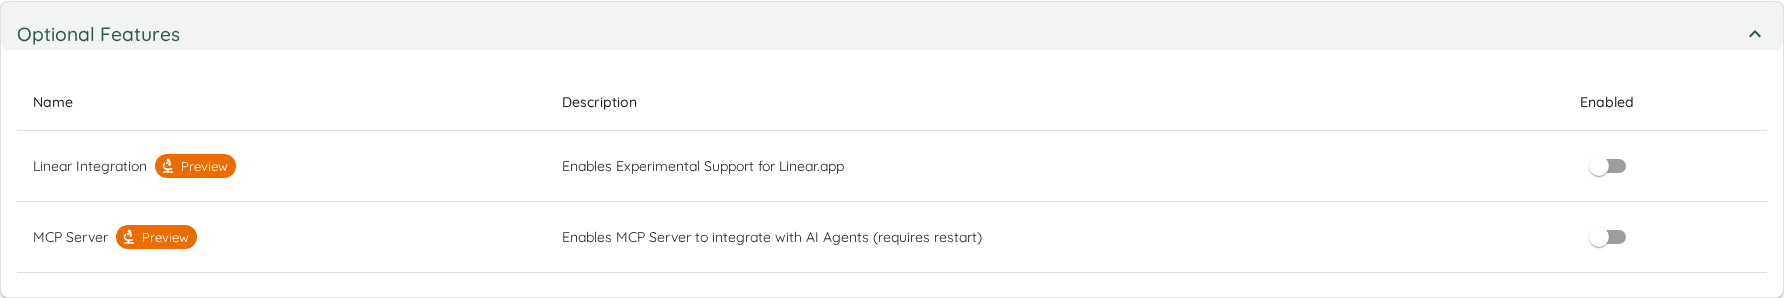 Optional Features
Name Description Enabled
Linear Integration Preview Enables Experimental Support for Linear.app
MCP Server Preview Enables MCP Server to integrate with AI Agents (requires restart)